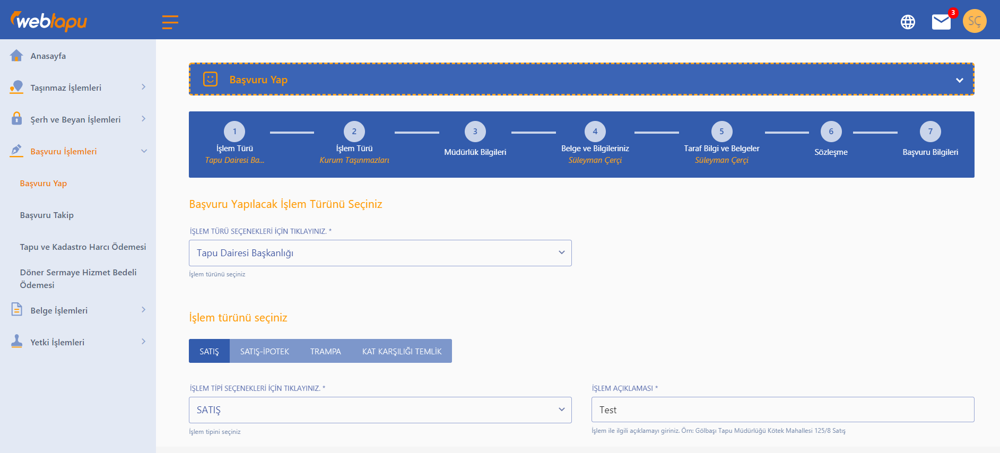 webtapu
3
SÇ
Anasayfa
Taşınmaz İşlemleri
Şerh ve Beyan İşlemleri
Başvuru İşlemleri
Başvuru Yap
Başvuru Takip
Tapu ve Kadastro Harcı Ödemesi
Döner Sermaye Hizmet Bedeli
Ödemesi
Belge İşlemleri
Yetki İşlemleri
Başvuru Yap
1
İşlem Türü
Tapu Dairesi Ba...
2
İşlem Türü
Kurum Taşınmazları
3
Müdürlük Bilgileri
4
Belge ve Bilgileriniz
Süleyman Çerçi
5
Taraf Bilgi ve Belgeler
Süleyman Çerçi
6
Sözleşme
7
Başvuru Bilgileri
Başvuru Yapılacak İşlem Türünü Seçiniz
İŞLEM TÜRÜ SEÇENEKLERİ İÇİN TIKLAYINIZ. *
Tapu Dairesi Başkanlığı
İşlem türünü seçiniz
İşlem türünü seçiniz
SATIŞ SATIŞ-İPOTEK TRAMPA KAT KARŞILIĞI TEMLİK
İŞLEM TİPİ SEÇENEKLERİ İÇİN TIKLAYINIZ. *
SATIŞ
İşlem tipini seçiniz
İŞLEM AÇIKLAMASI *
Test
İşlem ile ilgili açıklamayı giriniz. Örn: Gölbaşı Tapu Müdürlüğü Kötek Mahallesi 125/8 Satış